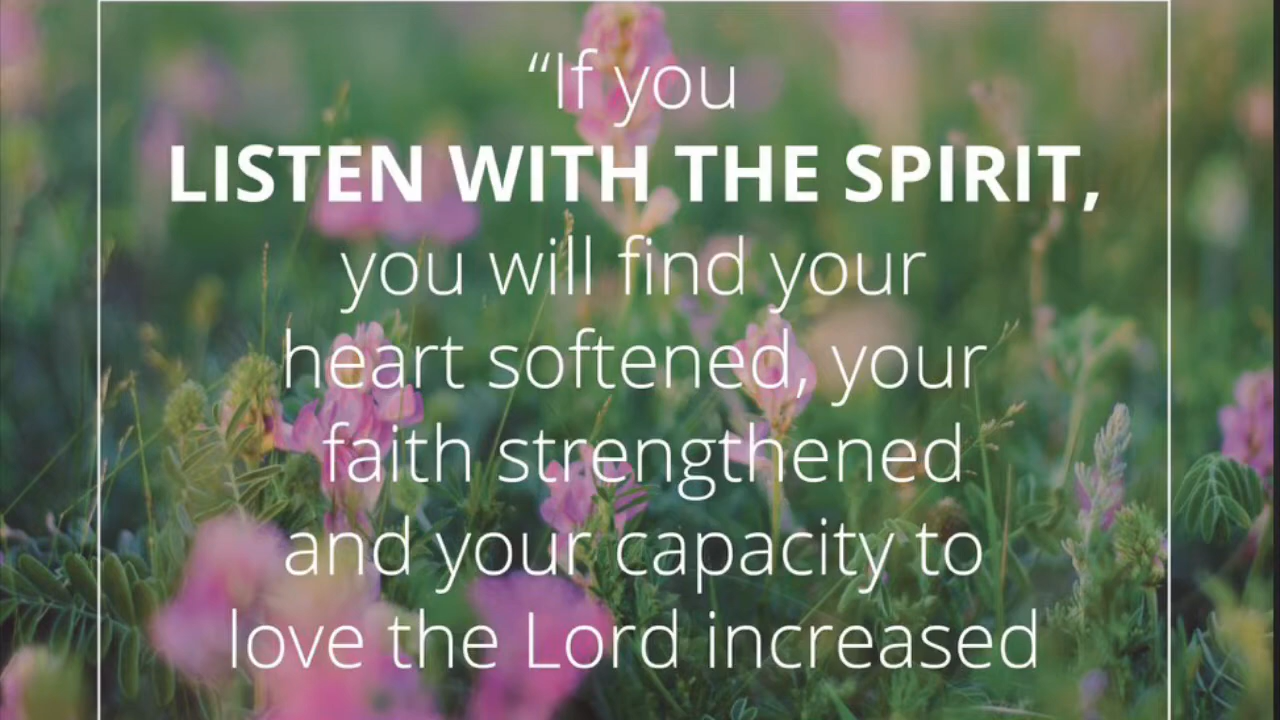 “If you
LISTEN WITH THE SPIRIT,
you will find your
heart softened, your
faith strengthened
and your capacity to
love the Lord increased